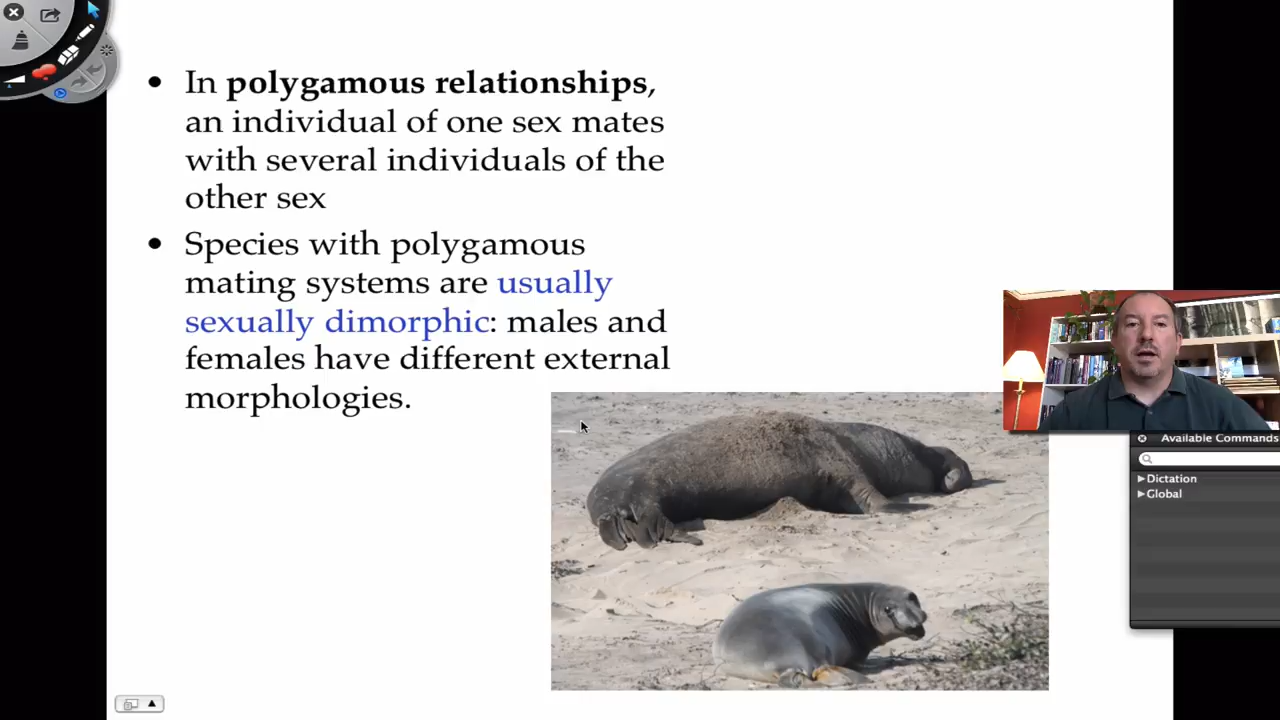 • In polygamous relationships,
an individual of one sex mates
with several individuals of the
other sex
• Species with polygamous
mating systems are usually
sexually dimorphic: males and
females have different external
morphologies.
Available Commands
Dictation
Global